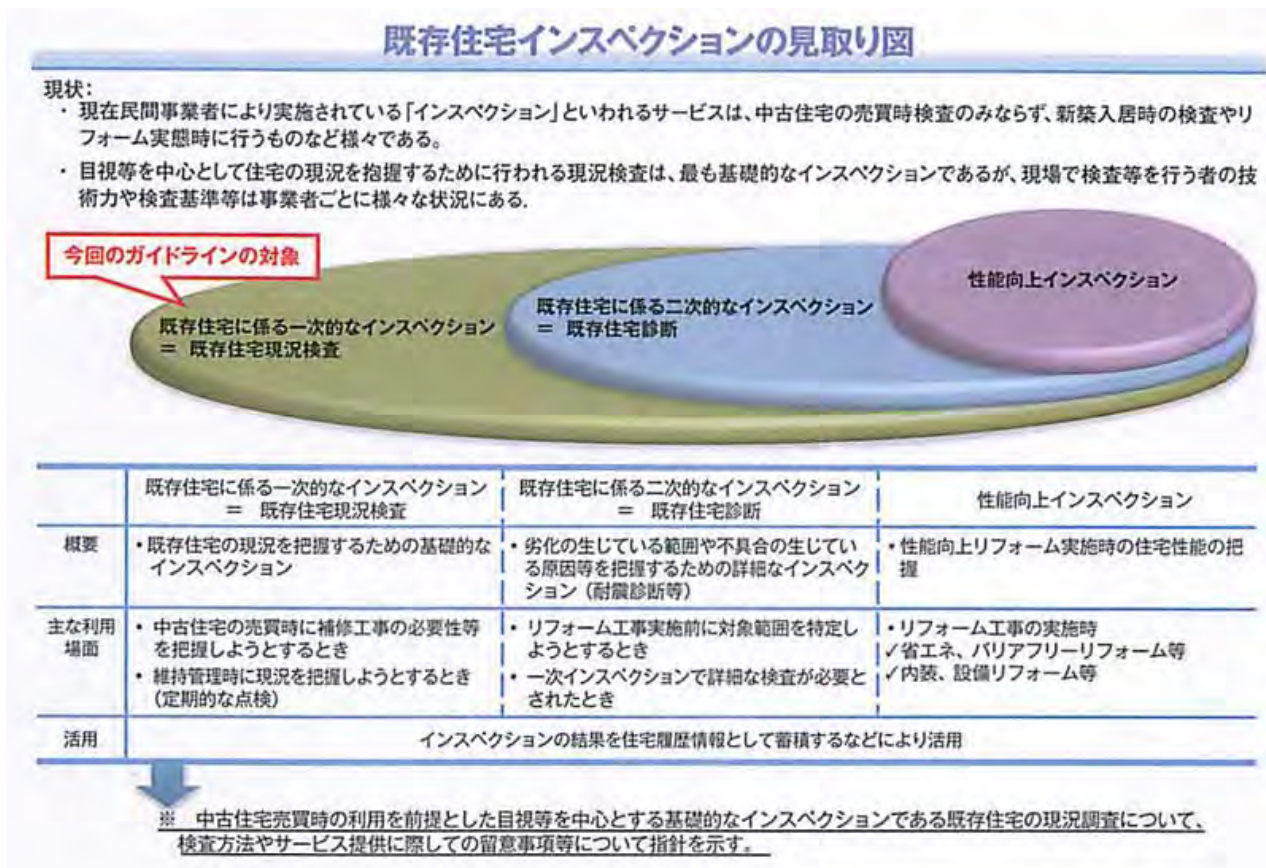 既存住宅インスペクションの見取り図
現状：
・ 現在民間事業者により実施されている「インスペクション」といわれるサービスは、中古住宅の売買時検査のみならず、新築入居時の検査やリ
フォーム実態時に行うものなど様々である。
・ 目視等を中心として住宅の現況を抱握するために行われる現況検査は、最も基礎的なインスペクションであるが、現場で検査等を行う者の技
術力や検査基準等は事業者ごとに様々な状況にある.
今回のガイドラインの対象
既存住宅に係る一次的なインスペクション
＝ 既存住宅現況検査
既存住宅に係る二次的なインスペクション
＝ 既存住宅診断
性能向上インスペクション
既存住宅に係る一次的なインスペクション
＝ 既存住宅現況検査
既存住宅に係る二次的なインスペクション
＝ 既存住宅診断
性能向上インスペクション
概要
・既存住宅の現況を把握するための基礎的な
インスペクション
・ 劣化の生じている範囲や不具合の生じてい
る原因等を把握するための詳細なインスペク
ション（耐震診断等）
・性能向上リフォーム実施時の住宅性能の把
握
主な利用
場面
・ 中古住宅の売買時に補修工事の必要性等
を把握しようとするとき
・ 維持管理時に現況を把握しようとするとき
（定期的な点検）
・ リフォーム工事実施前に対象範囲を特定し
ようとするとき
・ 一次インスペクションで詳細な検査が必要と
されたとき
・リフォーム工事の実施時
✓省エネ、バリアフリーリフォーム等
✓内装、設備リフォーム等
活用
インスペクションの結果を住宅履歴情報として蓄積するなどにより活用
※ 中古住宅売買時の利用を前提とした目視等を中心とする基礎的なインスペクションである既存住宅の現況調査について、
検査方法やサービス提供に際しての留意事項等について指針を示す。